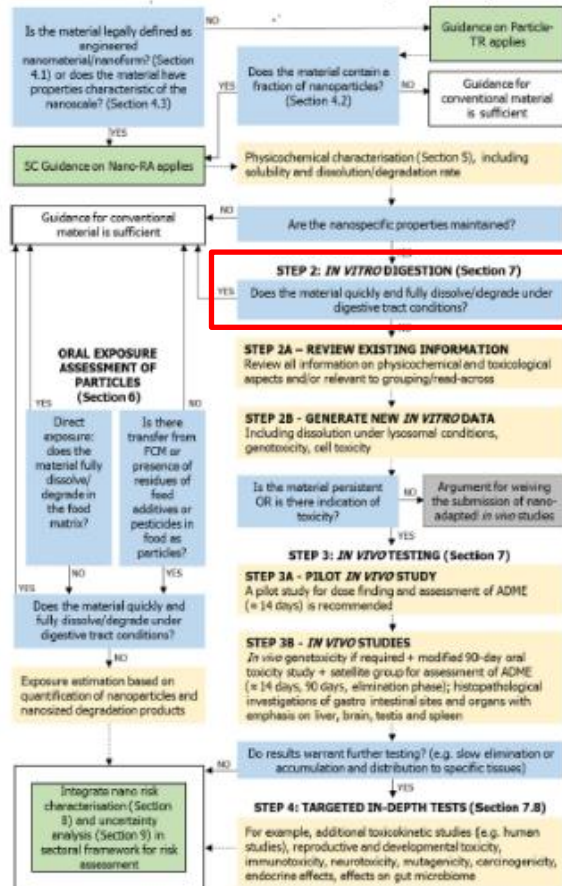 Is the material legally defined as
engineered
nanomaterial/nanoform? (Section
4.1) or does the material have
properties characteristic of the
nanoscale? (Section 4.3)
NO
Guidance on Particle-
TR applies
Does the material contain a
fraction of nanoparticles?
(Section 4.2)
YES
NO
Guidance for
conventional material
is sufficient
YES
SC Guidance on Nano-RA applies
Physicochemical characterisation (Section 5), including
solubility and dissolution/degradation rate
Guidance for conventional
material is sufficient
NO
Are the nanospecific properties maintained?
STEP 2: IN VITRO DIGESTION (Section 7)
YES
Does the material quickly and fully dissolve/degrade under
digestive tract conditions?
STEP 2A – REVIEW EXISTING INFORMATION
Review all information on physicochemical and toxicological
aspects and/or relevant to grouping/read-across
STEP 2B - GENERATE NEW IN VITRO DATA
Including dissolution under lysosomal conditions,
genotoxicity, cell toxicity
Is the material persistent
OR is there indication of
toxicity?
NO
Argument for waiving
the submission of nano-
adapted in vivo studies
YES
ORAL EXPOSURE
ASSESSMENT OF
PARTICLES
(Section 6)
YES
NO
Direct
exposure:
does the
material fully
dissolve/
degrade in
the food
matrix?
Is there
transfer from
FCM or
presence of
residues of
feed
additives or
pesticides in
food as
particles?
NO
YES
YES
Does the material quickly and
fully dissolve/degrade under
digestive tract conditions?
NO
Exposure estimation based on
quantification of nanoparticles and
nanosized degradation products
STEP 3: IN VIVO TESTING (Section 7)
STEP 3A - PILOT IN VIVO STUDY
A pilot study for dose finding and assessment of ADME
(≈ 14 days) is recommended
STEP 3B - IN VIVO STUDIES
In vivo genotoxicity if required + modified 90-day oral
toxicity study + satellite group for assessment of ADME
(≈ 14 days, 90 days, elimination phase); histopathological
investigations of gastro intestinal sites and organs with
emphasis on liver, brain, testis and spleen
NO
Do results warrant further testing? (e.g. slow elimination or
accumulation and distribution to specific tissues)
YES
Integrate nano risk
characterisation (Section
8) and uncertainty
analysis (Section 9) in
sectoral framework for risk
assessment
STEP 4: TARGETED IN-DEPTH TESTS (Section 7.8)
For example, additional toxicokinetic studies (e.g. human
studies), reproductive and developmental toxicity,
immunotoxicity, neurotoxicity, mutagenicity, carcinogenicity,
endocrine effects, effects on gut microbiome